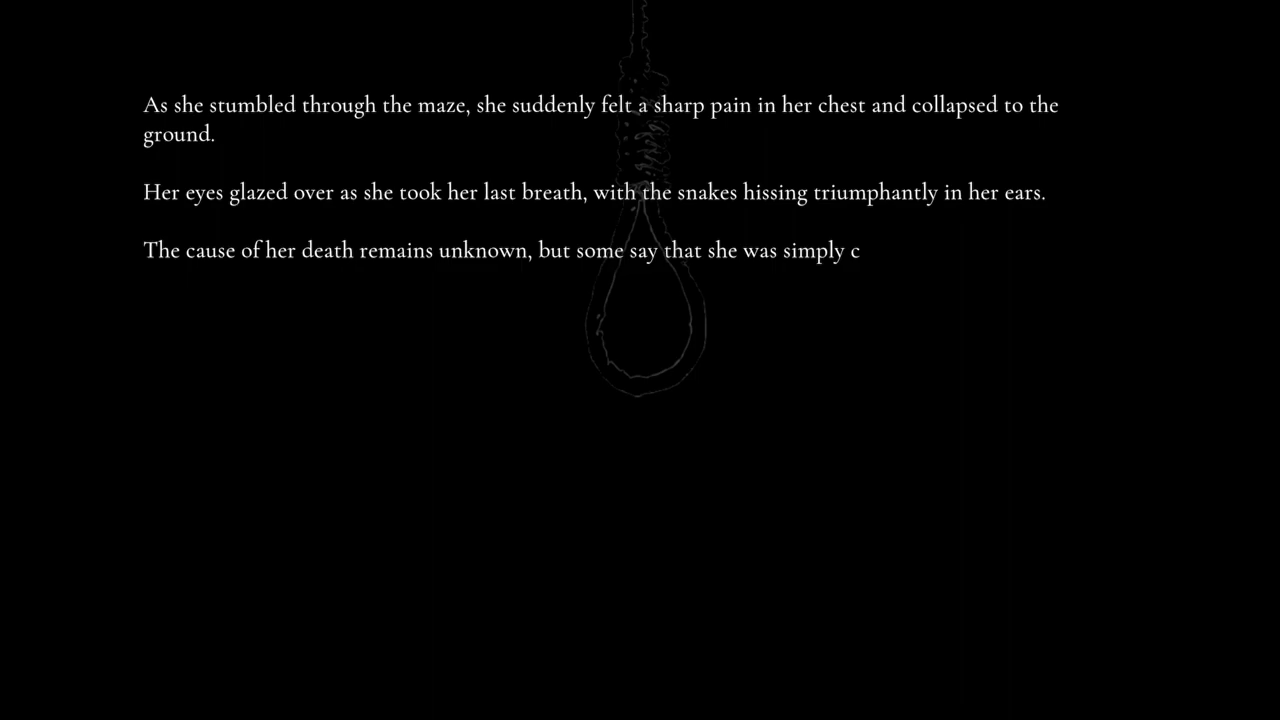 As she stumbled through the maze, she suddenly felt a sharp pain in her chest and collapsed to the
ground.
Her eyes glazed over as she took her last breath, with the snakes hissing triumphantly in her ears.
The cause of her death remains unknown, but some say that she was simply c